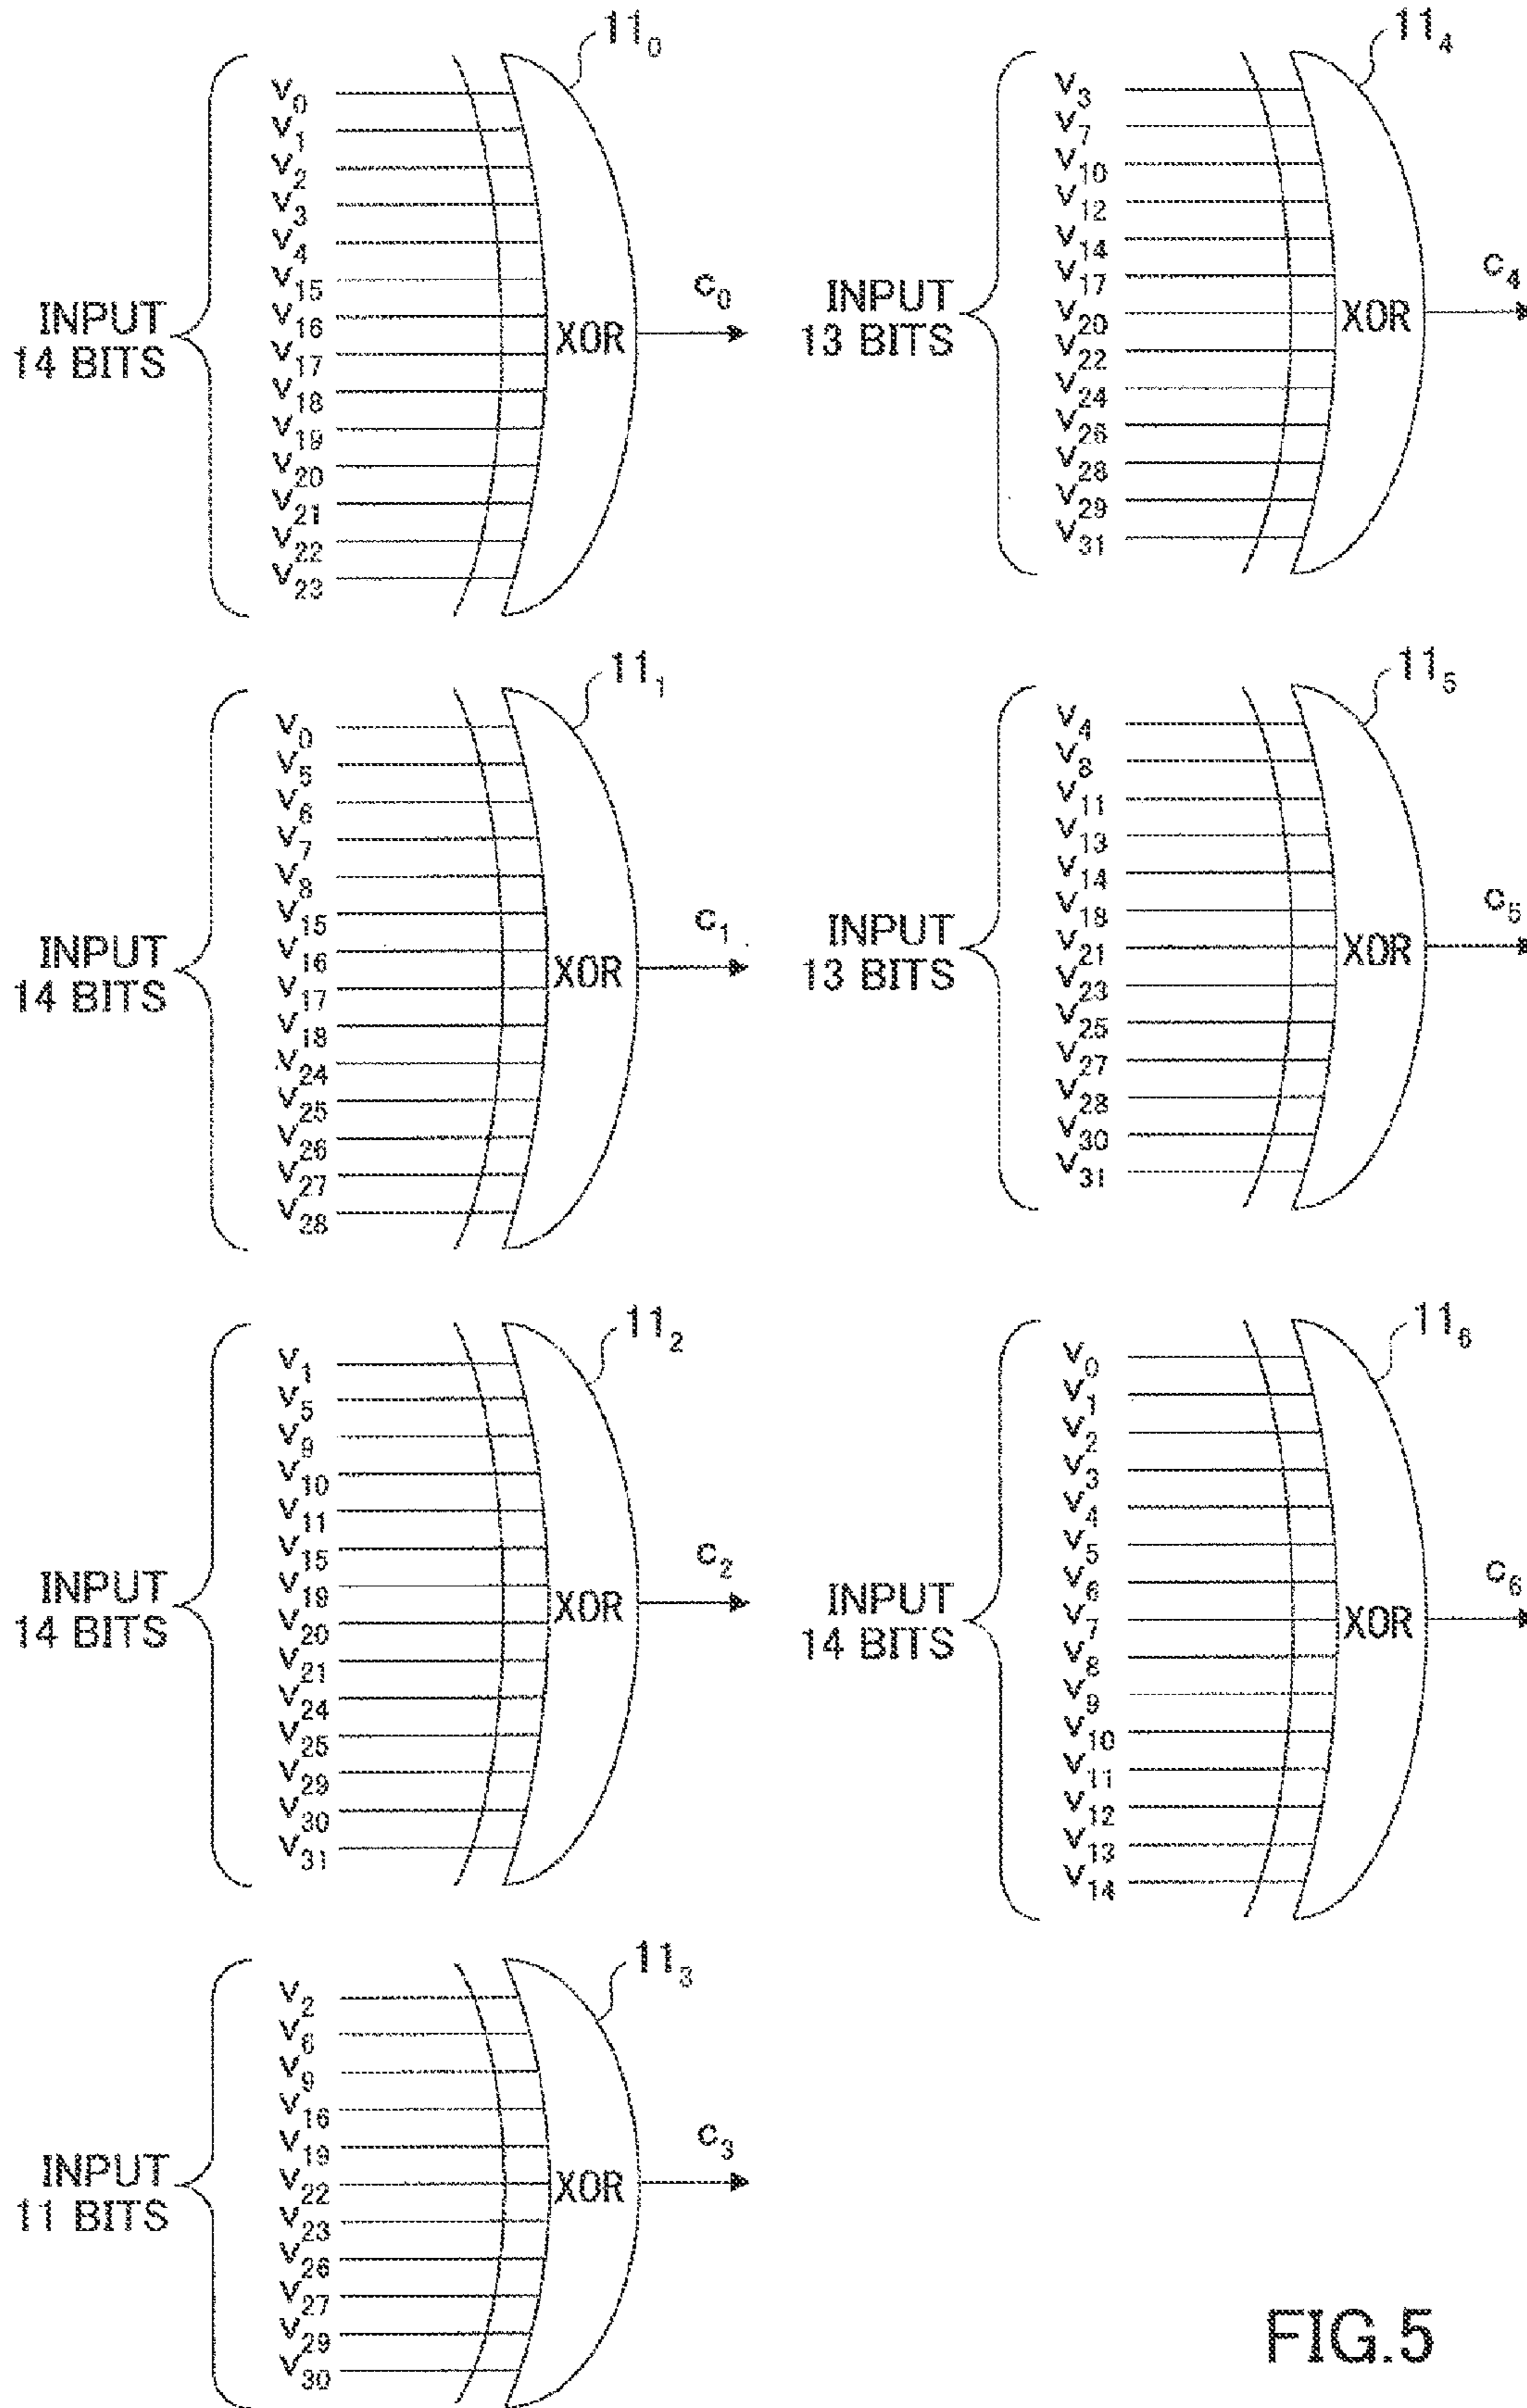 11₀
V₀
V₁
V₂
V₃
V₄
V₁₅
V₁₆
V₁₇
V₁₈
V₁₉
V₂₀
V₂₁
V₂₂
V₂₃
INPUT
14 BITS
XOR
C₀
11₁
V₀
V₅
V₆
V₇
V₈
V₁₅
V₁₆
V₁₇
V₁₈
V₂₄
V₂₅
V₂₆
V₂₇
V₂₈
INPUT
14 BITS
XOR
C₁
11₂
V₁
V₅
V₉
V₁₀
V₁₁
V₁₅
V₁₉
V₂₀
V₂₁
V₂₄
V₂₅
V₂₉
V₃₀
V₃₁
INPUT
14 BITS
XOR
C₂
11₃
V₂
V₆
V₉
V₁₆
V₁₉
V₂₂
V₂₃
V₂₆
V₂₇
V₂₉
V₃₀
INPUT
11 BITS
XOR
C₃
11₄
V₃
V₇
V₁₀
V₁₂
V₁₄
V₁₇
V₂₀
V₂₂
V₂₄
V₂₆
V₂₈
V₂₉
V₃₁
INPUT
13 BITS
XOR
C₄
11₅
V₄
V₈
V₁₁
V₁₃
V₁₄
V₁₈
V₂₁
V₂₃
V₂₅
V₂₇
V₂₈
V₃₀
V₃₁
INPUT
13 BITS
XOR
C₅
11₆
V₀
V₁
V₂
V₃
V₄
V₅
V₆
V₇
V₈
V₉
V₁₀
V₁₁
V₁₂
V₁₃
V₁₄
INPUT
14 BITS
XOR
C₆
FIG.5